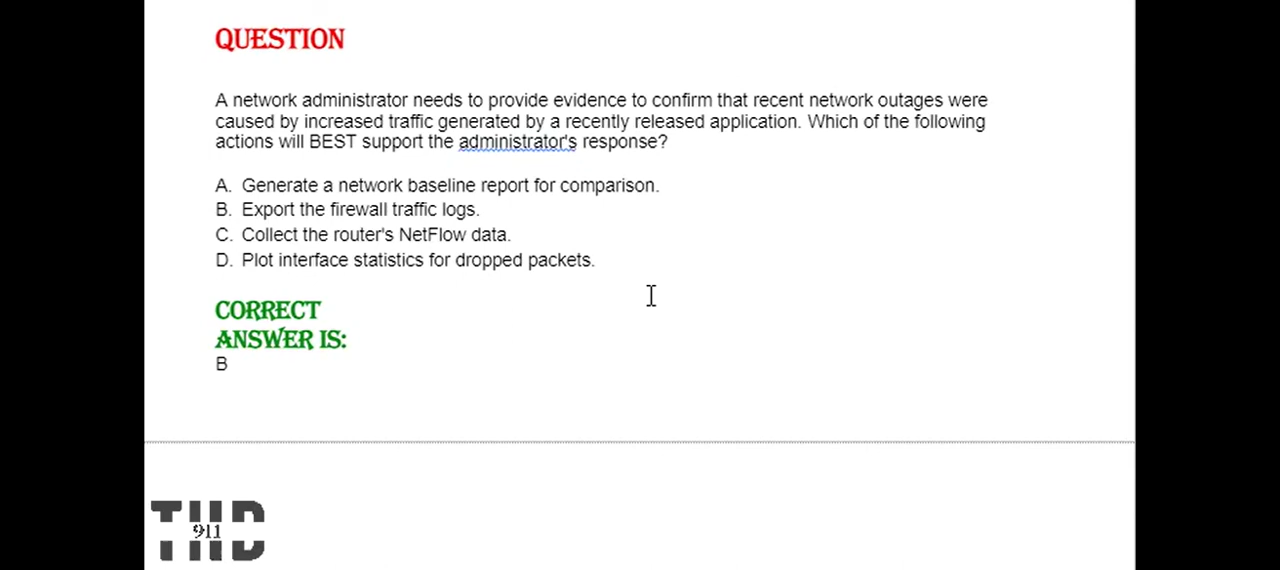 QUESTION
A network administrator needs to provide evidence to confirm that recent network outages were
caused by increased traffic generated by a recently released application. Which of the following
actions will BEST support the administrator's response?
A. Generate a network baseline report for comparison.
B. Export the firewall traffic logs.
C. Collect the router's NetFlow data.
D. Plot interface statistics for dropped packets.
CORRECT
ANSWER IS:
B
THD
911